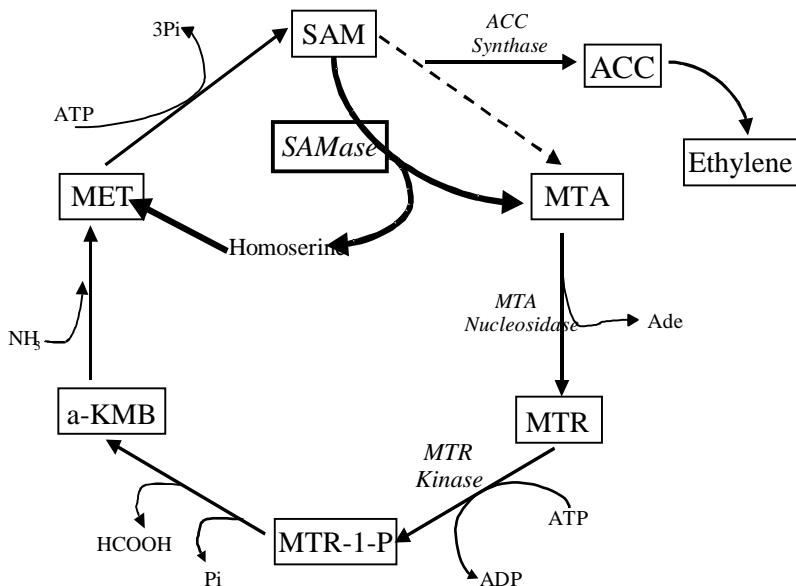 3Pi
SAM
ACC
Synthase
ACC
ATP
SAMase
Ethylene
MET
MTA
Homoserine
MTA
Nucleosidase
Ade
NH3
a-KMB
MTR
MTR
Kinase
ATP
HCOOH
MTR-1-P
Pi
ADP